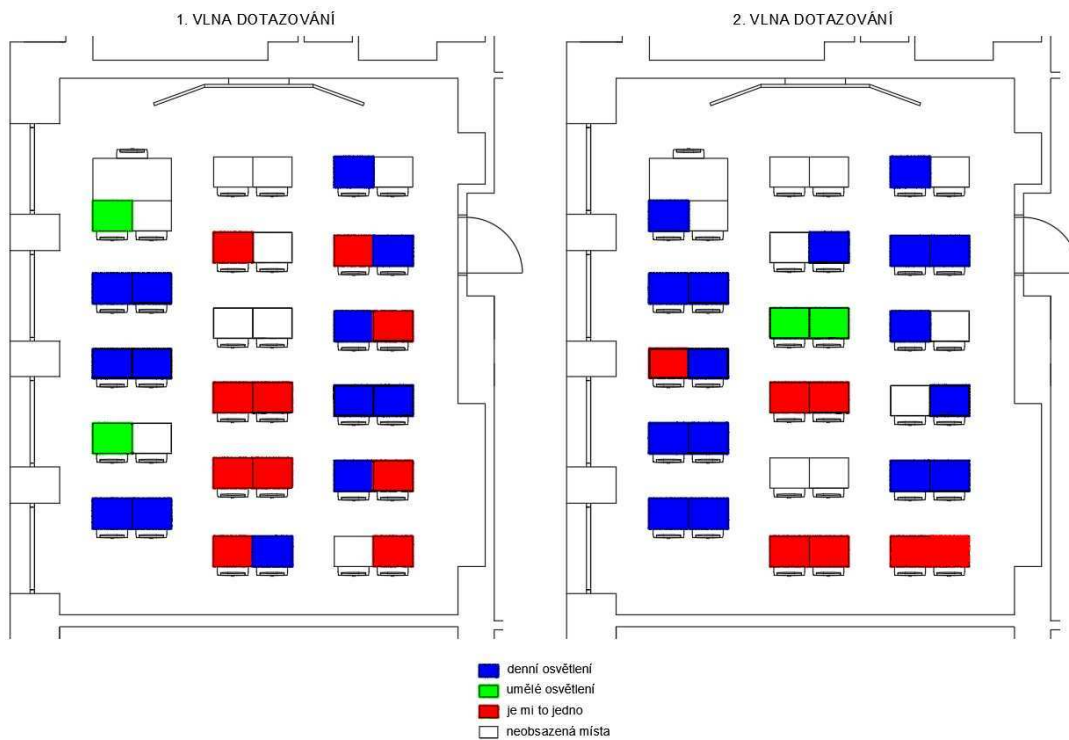 1. VLNA DOTAZOVÁNÍ
2. VLNA DOTAZOVÁNÍ
denní osvětlení
umělé osvětlení
je mi to jedno
neobsazená místa